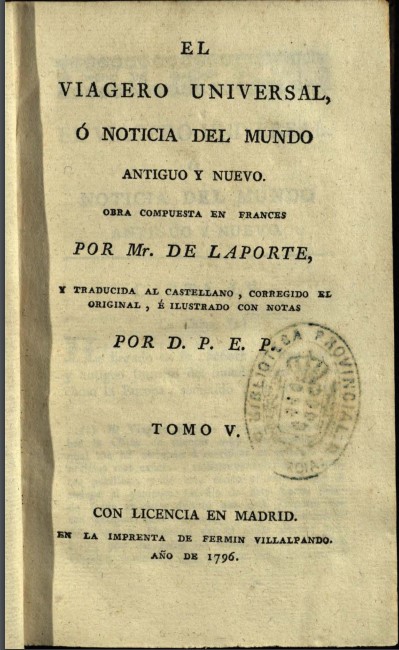 EL
VIAGERO UNIVERSAL,
Ó NOTICIA DEL MUNDO
ANTIGUO Y NUEVO.
OBRA COMPUESTA EN FRANCES
POR Mr. DE LAPORTE,
Y TRADUCIDA AL CASTELLANO, CORREGIDO EL
ORIGINAL, É ILUSTRADO CON NOTAS
POR D. P. E. P.
BIBLIOTECA PROVINCIAL
TOMO V.
CON LICENCIA EN MADRID.
EN LA IMPRENTA DE FERMIN VILLALPANDO.
AÑO DE 1796.